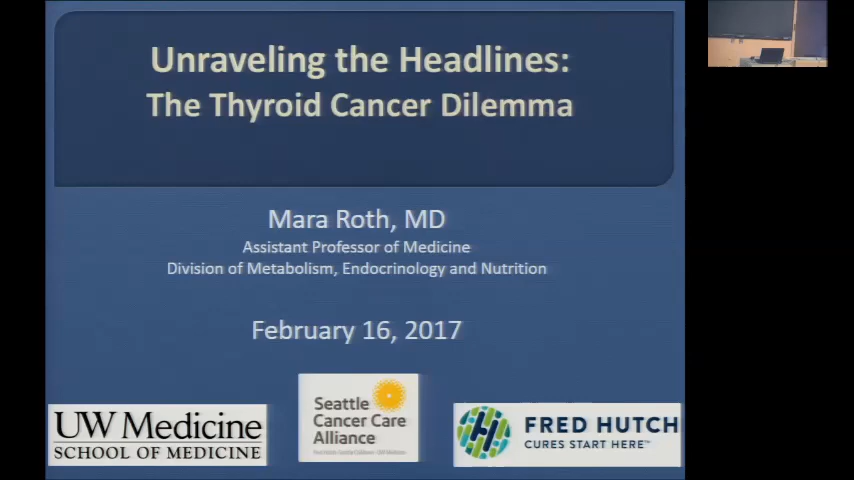 Unraveling the Headlines:
The Thyroid Cancer Dilemma
Mara Roth, MD
Assistant Professor of Medicine
Division of Metabolism, Endocrinology and Nutrition
February 16, 2017
UW Medicine
SCHOOL OF MEDICINE
Seattle
Cancer Care
Alliance
FRED HUTCH
CURES START HERE™